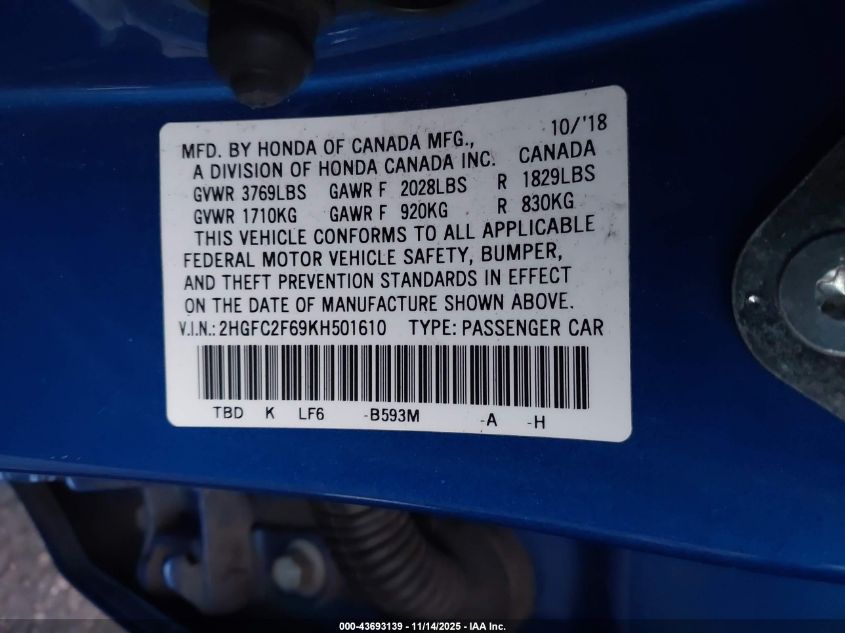 10/'18
MFD. BY HONDA OF CANADA MFG.,
A DIVISION OF HONDA CANADA INC. CANADA
GVWR 3769LBS GAWR F 2028LBS R 1829LBS
GVWR 1710KG GAWR F 920KG R 830KG
THIS VEHICLE CONFORMS TO ALL APPLICABLE
FEDERAL MOTOR VEHICLE SAFETY, BUMPER,
AND THEFT PREVENTION STANDARDS IN EFFECT
ON THE DATE OF MANUFACTURE SHOWN ABOVE.
V.I.N.: 2HGFC2F69KH501610 TYPE: PASSENGER CAR
TBD K LF6 -B593M -A -H
000-43693139 - 11/14/2025 - IAA Inc.